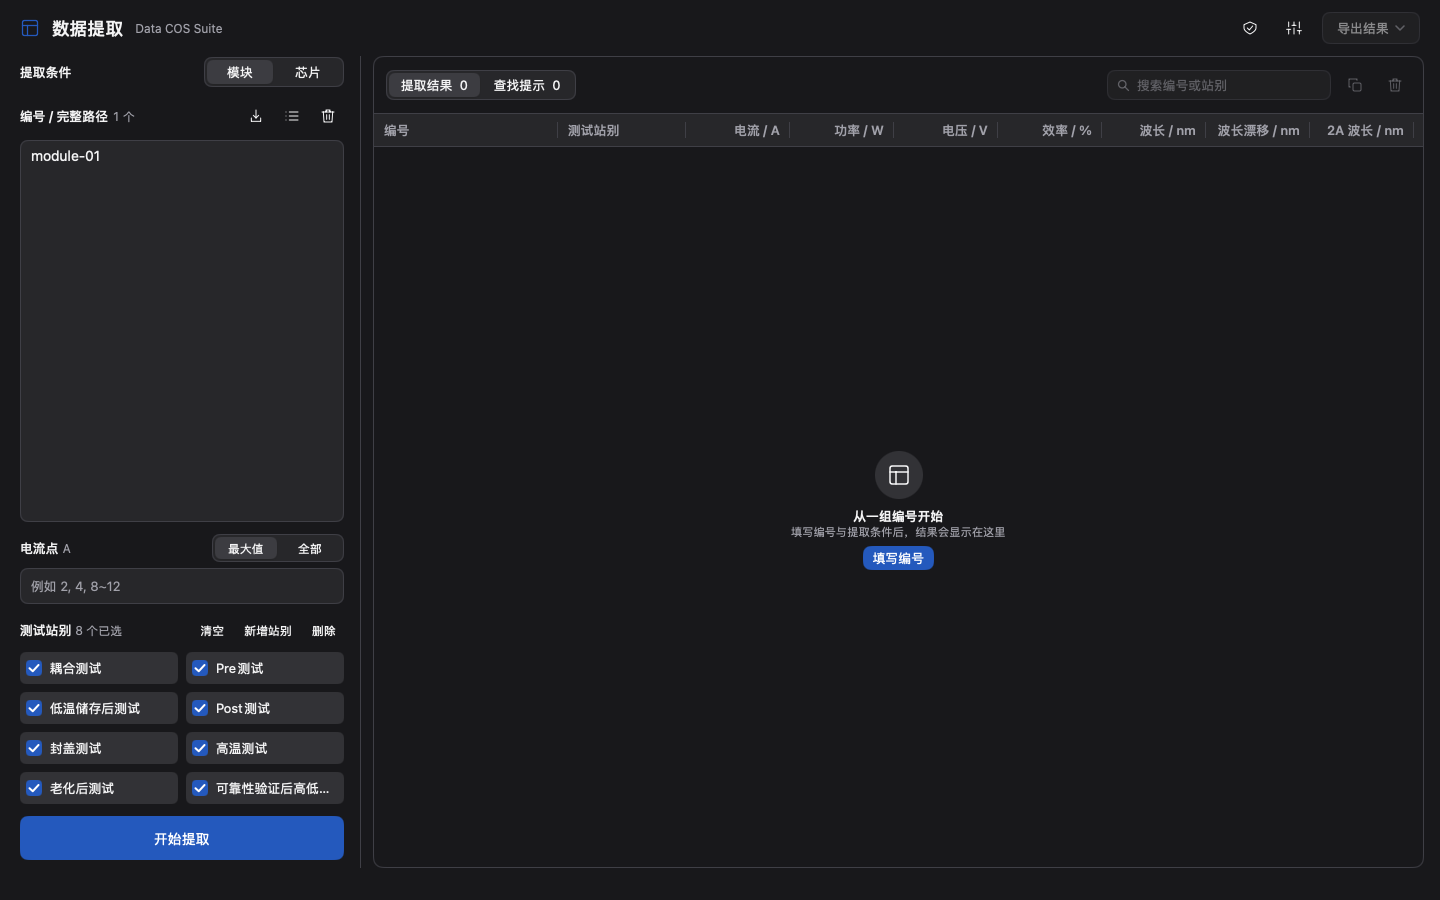 数据提取 Data COS Suite
导出结果
提取条件 模块 芯片
编号 / 完整路径 1 个
module-01
电流点 A 最大值 全部
例如 2, 4, 8~12
测试站别 8 个已选 清空 新增站别 删除
耦合测试 Pre 测试
低温储存后测试 Post 测试
封盖测试 高温测试
老化后测试 可靠性验证后高低...
开始提取
提取结果 0 查找提示 0 搜索编号或站别
编号 测试站别 电流 / A 功率 / W 电压 / V 效率 / % 波长 / nm 波长漂移 / nm 2A 波长 / nm
从一组编号开始
填写编号与提取条件后，结果会显示在这里
填写编号